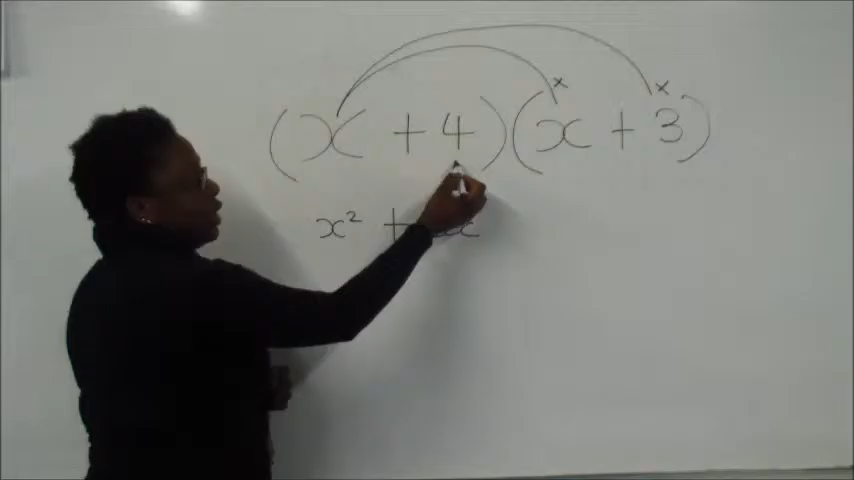 x x
(x + 4)(x + 3)
x² + x